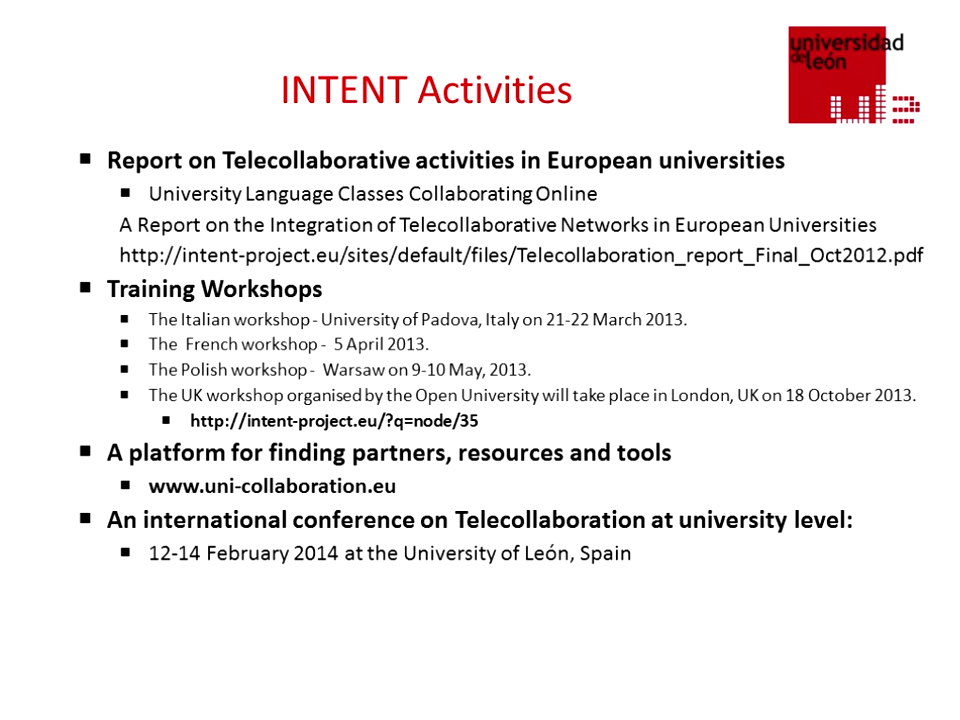 universidad
de león
ule
INTENT Activities
▪ Report on Telecollaborative activities in European universities
▪ University Language Classes Collaborating Online
A Report on the Integration of Telecollaborative Networks in European Universities
http://intent-project.eu/sites/default/files/Telecollaboration_report_Final_Oct2012.pdf
▪ Training Workshops
▪ The Italian workshop - University of Padova, Italy on 21-22 March 2013.
▪ The French workshop - 5 April 2013.
▪ The Polish workshop - Warsaw on 9-10 May, 2013.
▪ The UK workshop organised by the Open University will take place in London, UK on 18 October 2013.
▪ http://intent-project.eu/?q=node/35
▪ A platform for finding partners, resources and tools
▪ www.uni-collaboration.eu
▪ An international conference on Telecollaboration at university level:
▪ 12-14 February 2014 at the University of León, Spain